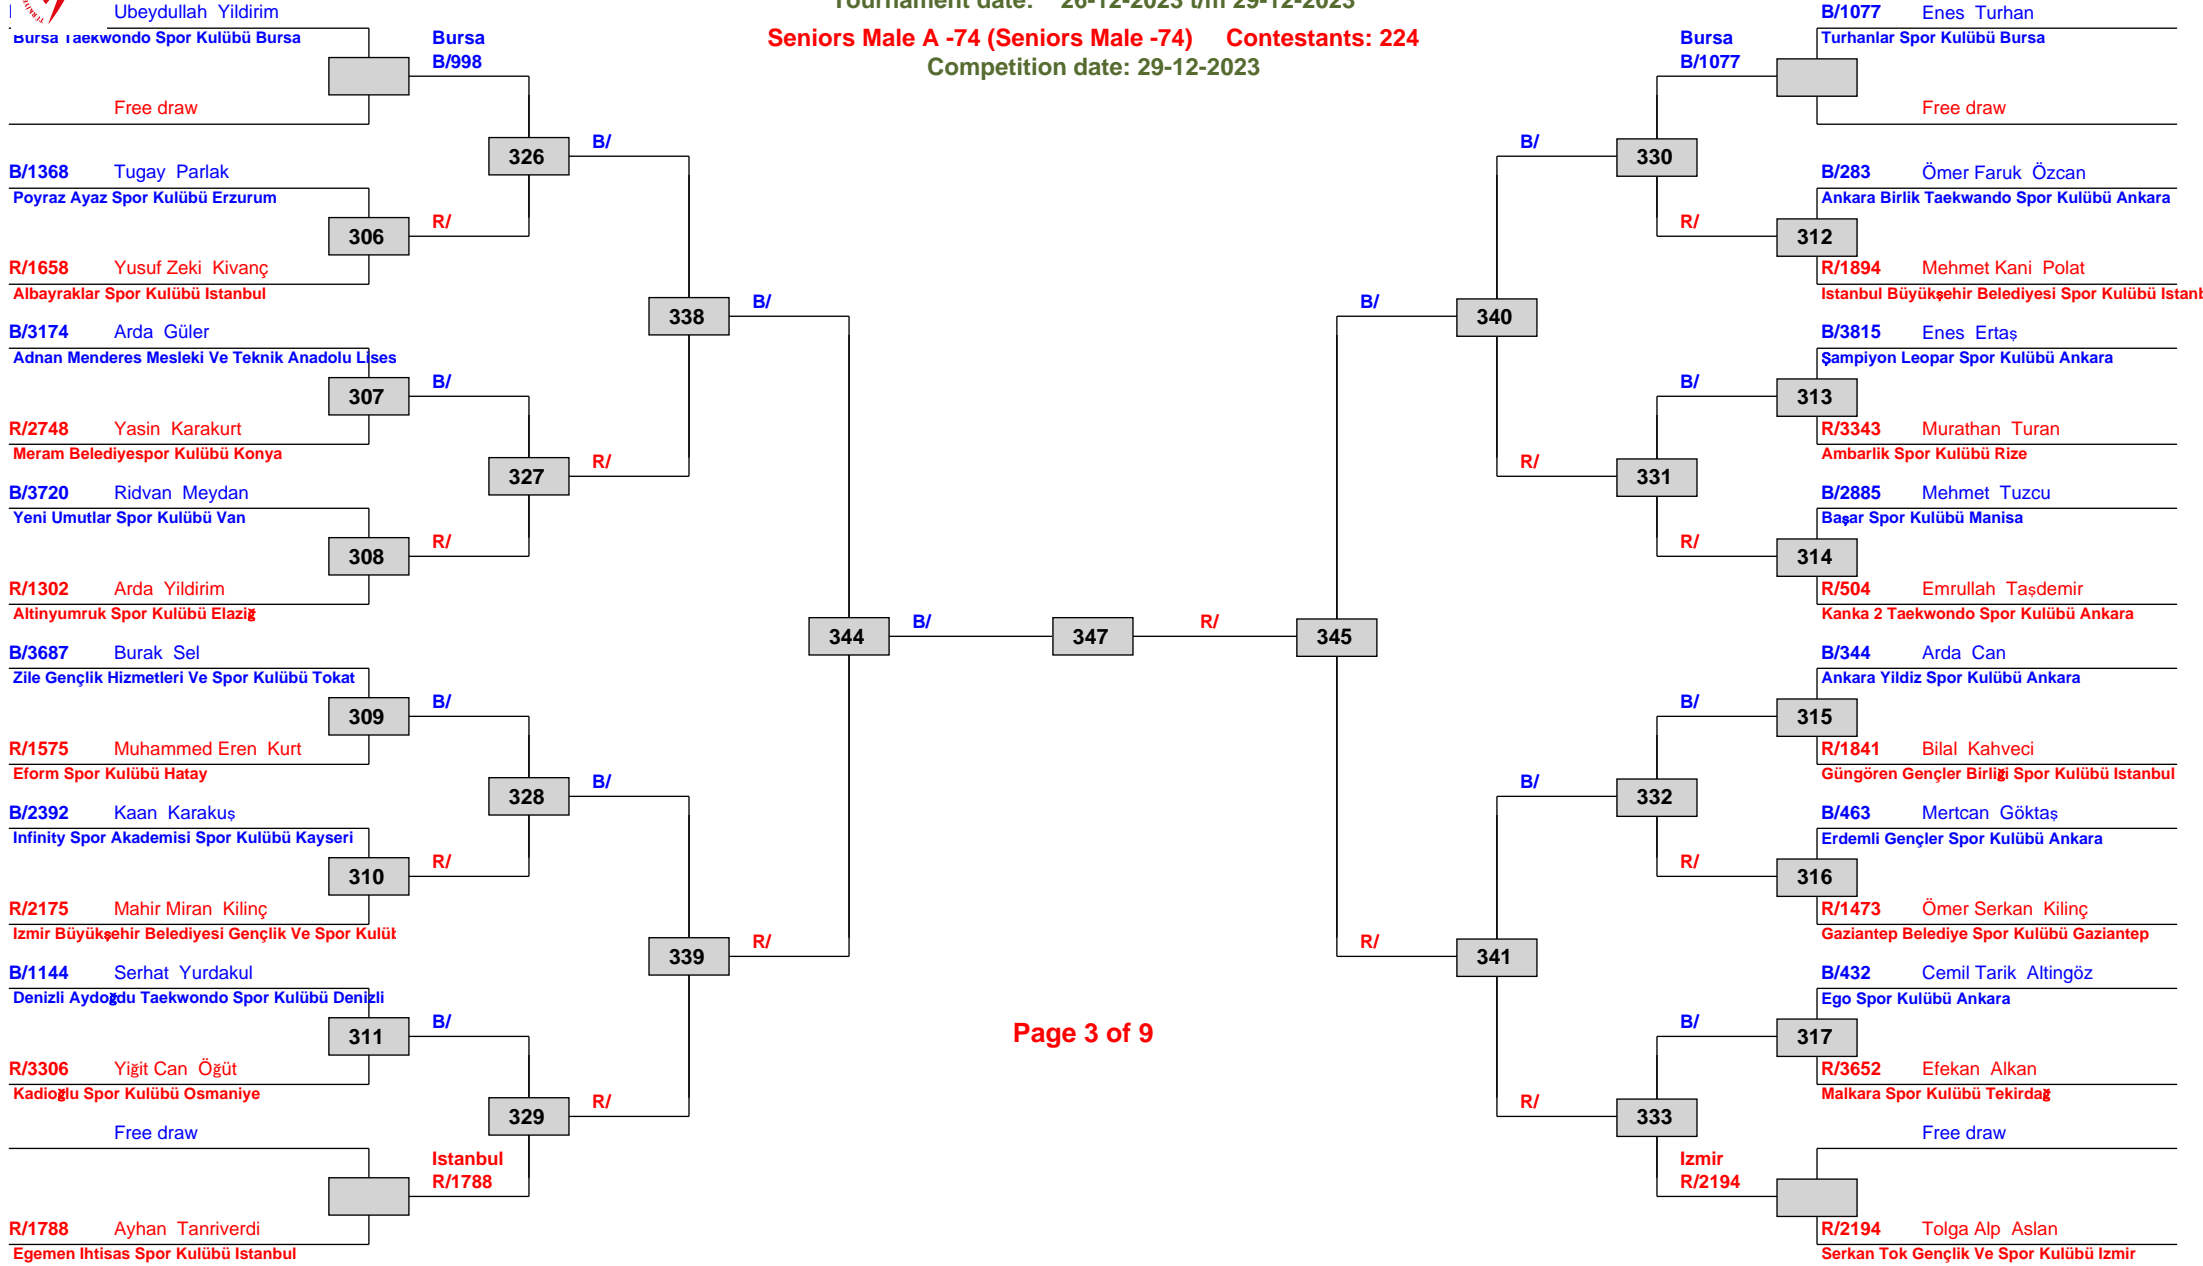 Tournament date: 26-12-2023 t/m 29-12-2023
Seniors Male A -74 (Seniors Male -74) Contestants: 224
Competition date: 29-12-2023
Ubeydullah Yildirim
Bursa Taekwondo Spor Kulübü Bursa
Free draw
Bursa
B/998
B/1368 Tugay Parlak
Poyraz Ayaz Spor Kulübü Erzurum
306
R/1658 Yusuf Zeki Kivanç
Albayraklar Spor Kulübü Istanbul
326
B/
R/
B/3174 Arda Güler
Adnan Menderes Mesleki Ve Teknik Anadolu Lises
307
R/2748 Yasin Karakurt
Meram Belediyespor Kulübü Konya
B/
B/3720 Ridvan Meydan
Yeni Umutlar Spor Kulübü Van
308
R/1302 Arda Yildirim
Altinyumruk Spor Kulübü Elaziğ
R/
327
R/
338
B/
B/3687 Burak Sel
Zile Gençlik Hizmetleri Ve Spor Kulübü Tokat
309
R/1575 Muhammed Eren Kurt
Eform Spor Kulübü Hatay
B/
B/2392 Kaan Karakuş
Infinity Spor Akademisi Spor Kulübü Kayseri
310
R/2175 Mahir Miran Kilinç
Izmir Büyükşehir Belediyesi Gençlik Ve Spor Kulüb
R/
328
B/
B/1144 Serhat Yurdakul
Denizli Aydoğdu Taekwondo Spor Kulübü Denizli
311
R/3306 Yiğit Can Öğüt
Kadioğlu Spor Kulübü Osmaniye
B/
Free draw
R/1788 Ayhan Tanriverdi
Egemen Ihtisas Spor Kulübü Istanbul
Istanbul
R/1788
329
R/
339
R/
344
B/
347
R/
345
B/
R/
Page 3 of 9
B/1077 Enes Turhan
Turhanlar Spor Kulübü Bursa
Free draw
Bursa
B/1077
330
B/
B/283 Ömer Faruk Özcan
Ankara Birlik Taekwando Spor Kulübü Ankara
312
R/1894 Mehmet Kani Polat
Istanbul Büyükşehir Belediyesi Spor Kulübü Istanb
R/
340
B/3815 Enes Ertaş
Şampiyon Leopar Spor Kulübü Ankara
313
R/3343 Murathan Turan
Ambarlik Spor Kulübü Rize
B/
331
R/
B/2885 Mehmet Tuzcu
Başar Spor Kulübü Manisa
314
R/504 Emrullah Taşdemir
Kanka 2 Taekwondo Spor Kulübü Ankara
R/
B/344 Arda Can
Ankara Yildiz Spor Kulübü Ankara
315
R/1841 Bilal Kahveci
Güngören Gençler Birliği Spor Kulübü Istanbul
B/
332
B/
B/463 Mertcan Göktaş
Erdemli Gençler Spor Kulübü Ankara
316
R/1473 Ömer Serkan Kilinç
Gaziantep Belediye Spor Kulübü Gaziantep
R/
341
B/432 Cemil Tarik Altingöz
Ego Spor Kulübü Ankara
317
R/3652 Efekan Alkan
Malkara Spor Kulübü Tekirdağ
B/
333
R/
Free draw
Izmir
R/2194
R/2194 Tolga Alp Aslan
Serkan Tok Gençlik Ve Spor Kulübü Izmir